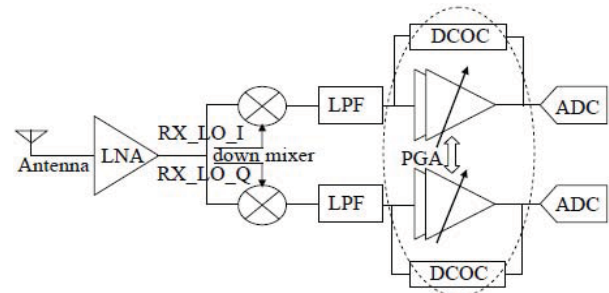 DCOC
LPF
ADC
RX_LO_I
LNA
Antenna
down mixer
PGA
RX_LO_Q
LPF
ADC
DCOC